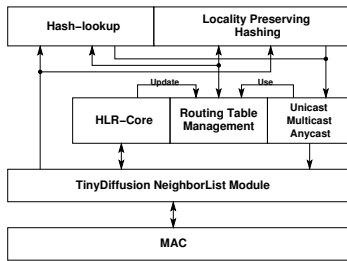 Hash-lookup
Locality Preserving
Hashing
Update
Use
HLR-Core
Routing Table
Management
Unicast
Multicast
Anycast
TinyDiffusion NeighborList Module
MAC